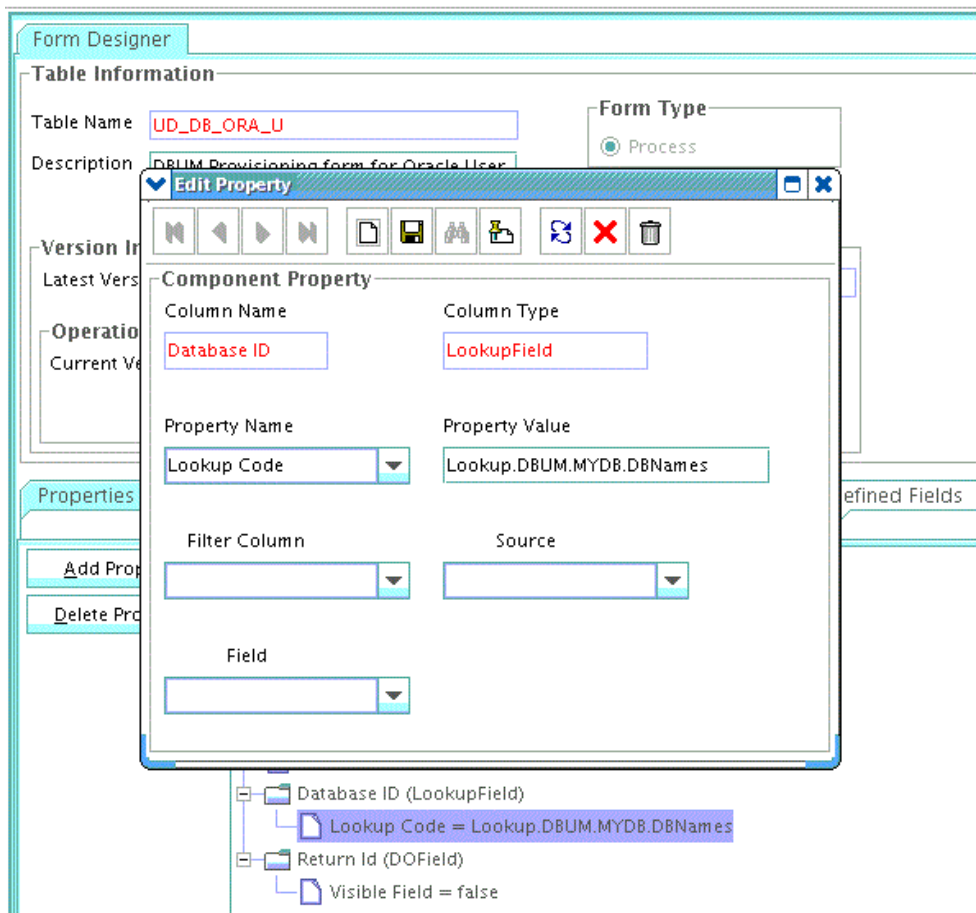 Form Designer
Table Information
Table Name UD_DB_ORA_U
Form Type
Process
Description DBUM Provisioning form for Oracle User
Edit Property
Version In
Latest Vers
Operatio
Current Ve
Component Property
Column Name Column Type
Database ID LookupField
Property Name Property Value
Lookup Code Lookup.DBUM.MYDB.DBNames
Properties
efined Fields
Filter Column Source
Add Prop
Delete Pro
Field
Database ID (LookupField)
Lookup Code = Lookup.DBUM.MYDB.DBNames
Return Id (DOField)
Visible Field = false